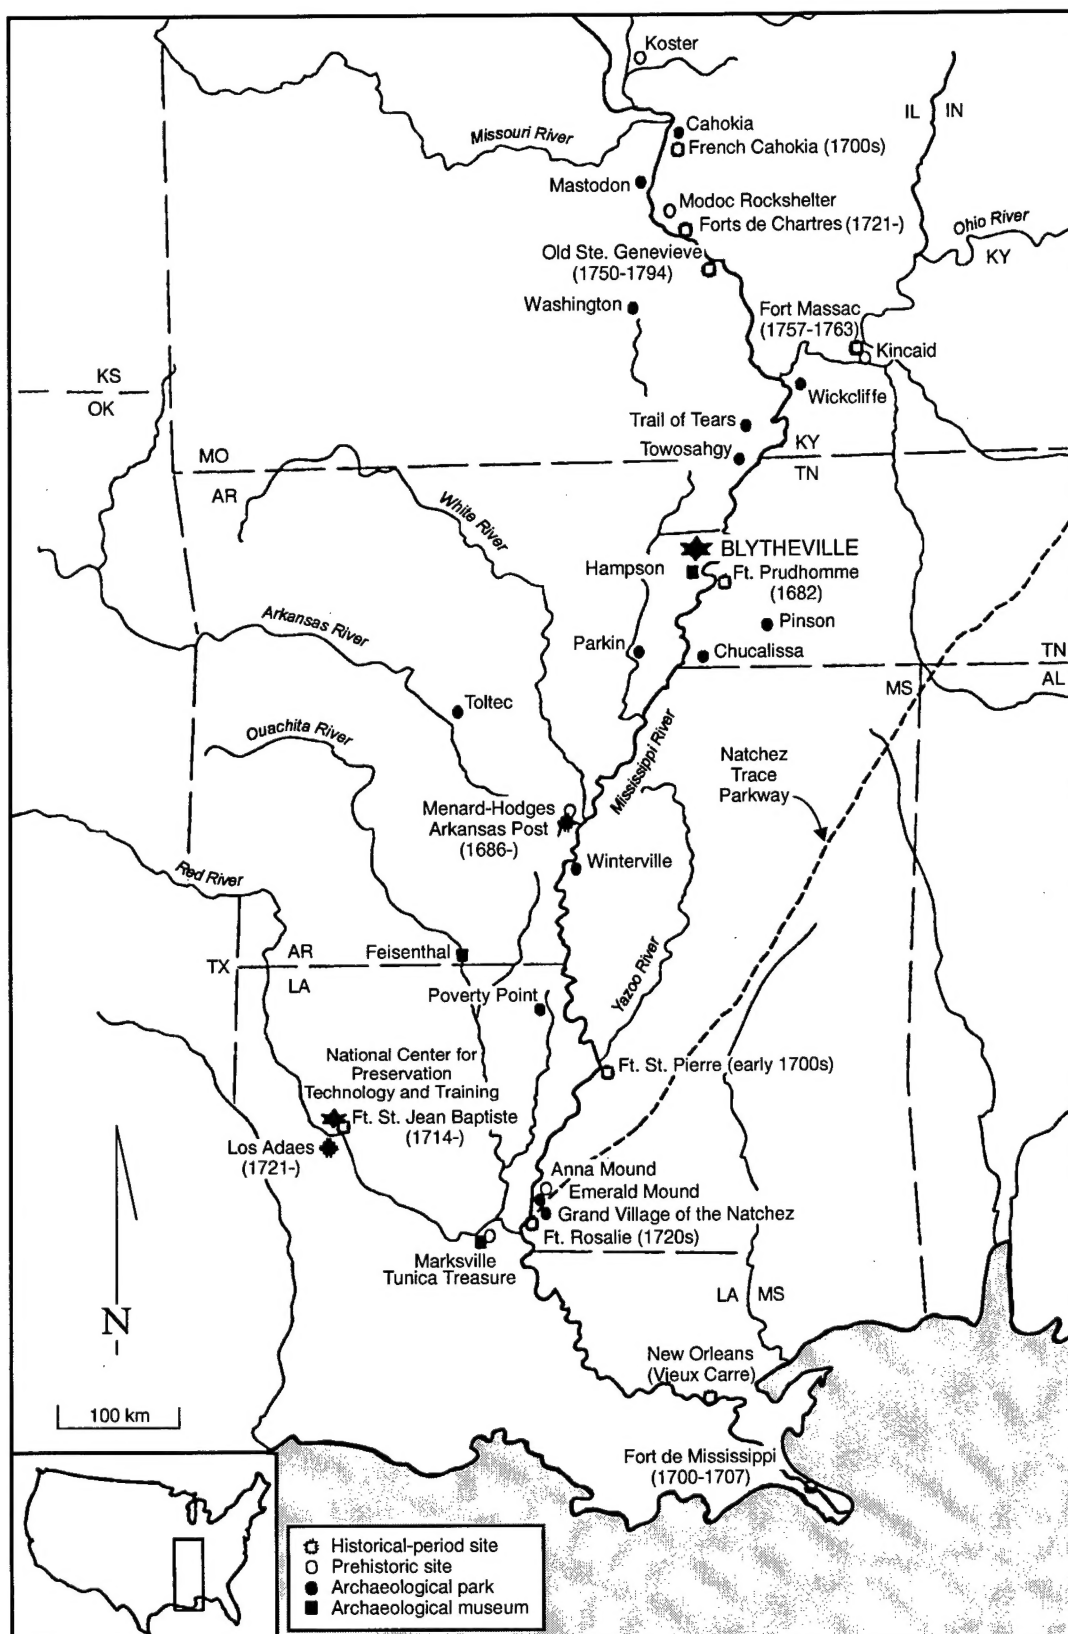 Koster
IL
IN
Missouri River
Cahokia
French Cahokia (1700s)
Mastodon
Modoc Rockshelter
Forts de Chartres (1721-)
Ohio River
KY
Old Ste. Genevieve
(1750-1794)
Washington
Fort Massac
(1757-1763)
Kincaid
KS
OK
Wickcliffe
Trail of Tears
Towosahgy
KY
TN
MO
AR
White River
BLYTHEVILLE
Hampson
Ft. Prudhomme
(1682)
Pinson
Arkansas River
Parkin
Chucalissa
TN
AL
MS
Toltec
Ouachita River
Mississippi River
Natchez
Trace
Parkway
Menard-Hodges
Arkansas Post
(1686-)
Winterville
Red River
Feisenthal
AR
TX
LA
Yazoo River
Poverty Point
National Center for
Preservation
Technology and Training
Ft. St. Pierre (early 1700s)
Ft. St. Jean Baptiste
(1714-)
Los Adaes
(1721-)
Anna Mound
Emerald Mound
Grand Village of the Natchez
Ft. Rosalie (1720s)
Marksville
Tunica Treasure
LA
MS
N
New Orleans
(Vieux Carre)
100 km
Fort de Mississippi
(1700-1707)
Historical-period site
Prehistoric site
Archaeological park
Archaeological museum